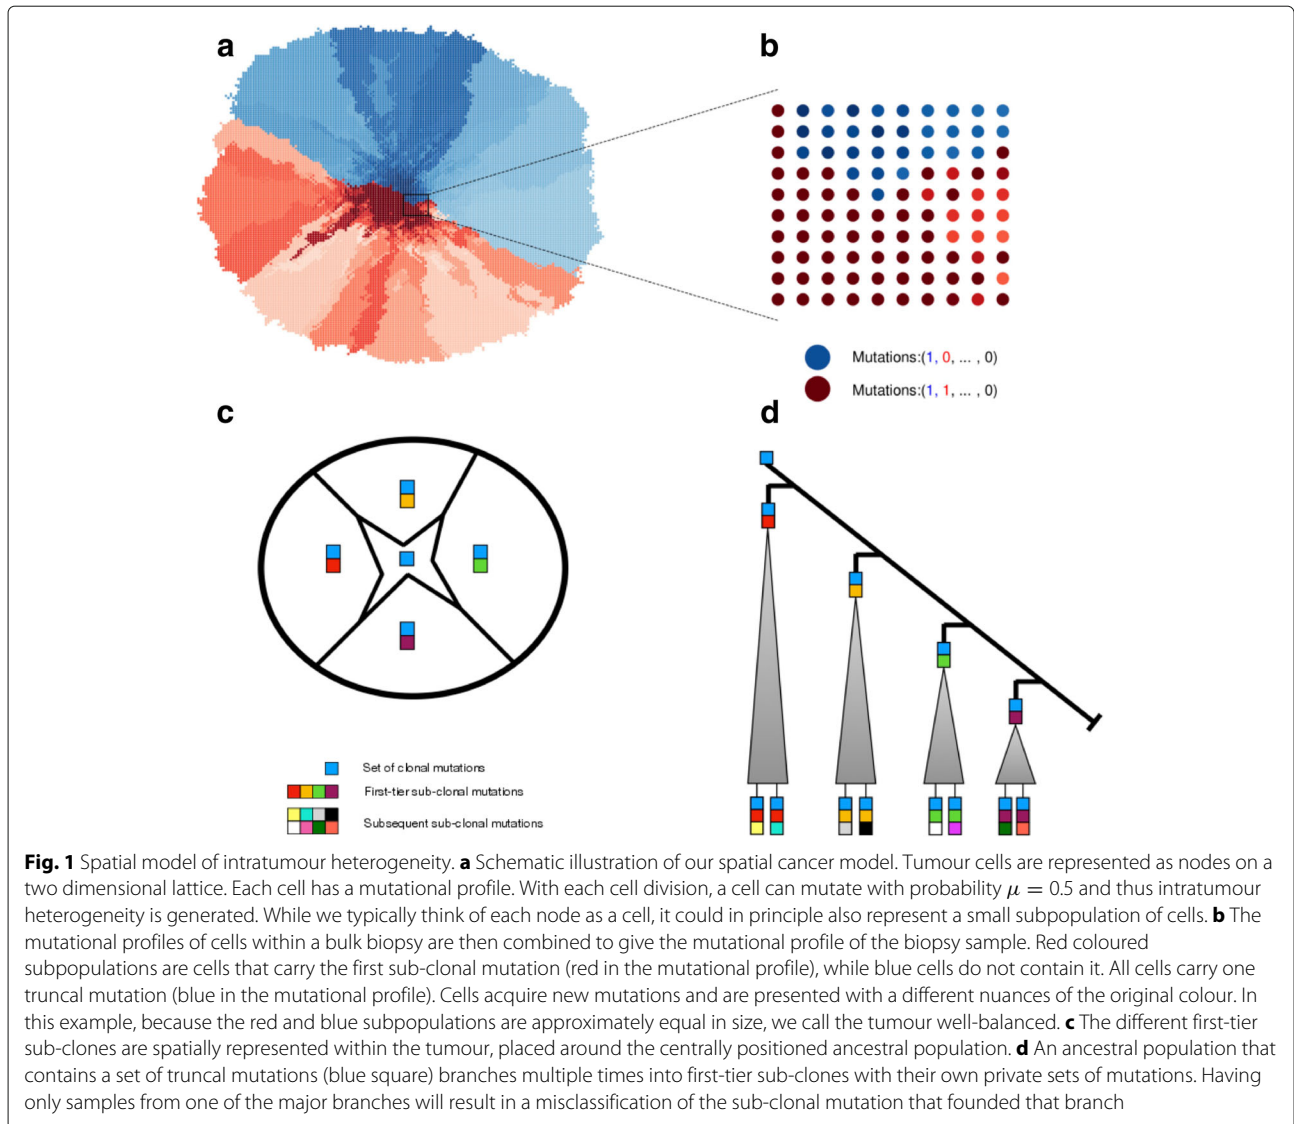 a
b
Mutations:(1, 0, ... , 0)
Mutations:(1, 1, ... , 0)
c
d
Set of clonal mutations
First-tier sub-clonal mutations
Subsequent sub-clonal mutations
Fig. 1 Spatial model of intratumour heterogeneity. a Schematic illustration of our spatial cancer model. Tumour cells are represented as nodes on a
two dimensional lattice. Each cell has a mutational profile. With each cell division, a cell can mutate with probability μ = 0.5 and thus intratumour
heterogeneity is generated. While we typically think of each node as a cell, it could in principle also represent a small subpopulation of cells. b The
mutational profiles of cells within a bulk biopsy are then combined to give the mutational profile of the biopsy sample. Red coloured
subpopulations are cells that carry the first sub-clonal mutation (red in the mutational profile), while blue cells do not contain it. All cells carry one
truncal mutation (blue in the mutational profile). Cells acquire new mutations and are presented with a different nuances of the original colour. In
this example, because the red and blue subpopulations are approximately equal in size, we call the tumour well-balanced. c The different first-tier
sub-clones are spatially represented within the tumour, placed around the centrally positioned ancestral population. d An ancestral population that
contains a set of truncal mutations (blue square) branches multiple times into first-tier sub-clones with their own private sets of mutations. Having
only samples from one of the major branches will result in a misclassification of the sub-clonal mutation that founded that branch